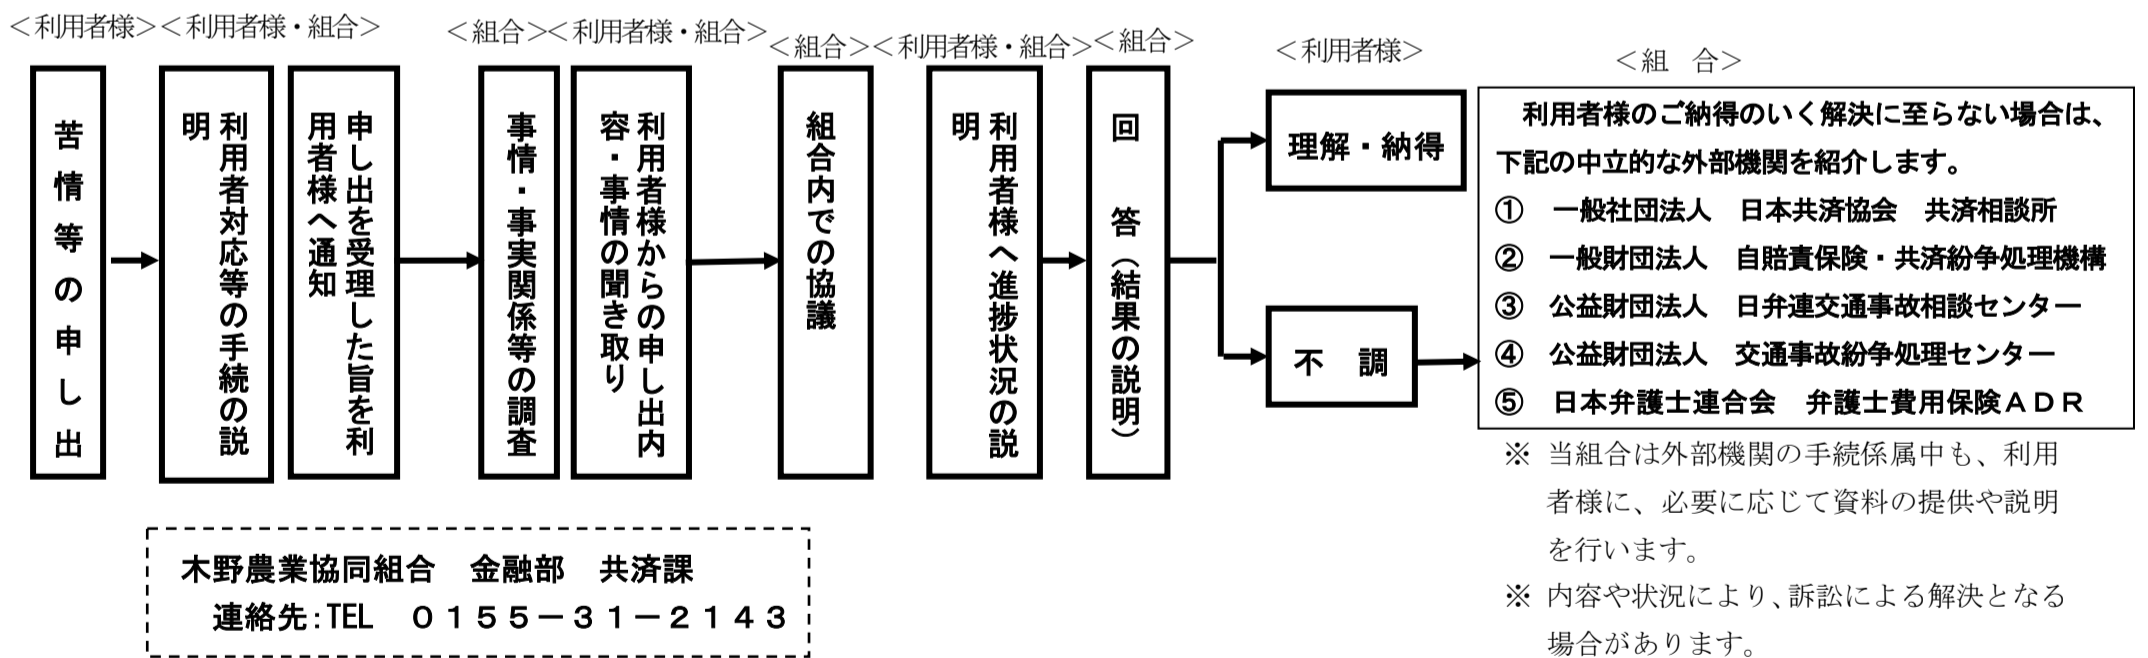 ＜利用者様＞
＜利用者様・組合＞
＜組合＞
＜利用者様・組合＞
＜組合＞
＜利用者様・組合＞
＜組合＞
＜利用者様＞
＜組　合＞
苦情等の申し出
利用者対応等の手続の説
明
申し出を受理した旨を利
用者様へ通知
事情・事実関係等の調査
利用者様からの申し出内
容・事情の聞き取り
組合内での協議
利用者様へ進捗状況の説
明
回　答（結果の説明）
理解・納得
不　調
利用者様のご納得のいく解決に至らない場合は、
下記の中立的な外部機関を紹介します。
①　一般社団法人　日本共済協会　共済相談所
②　一般財団法人　自賠責保険・共済紛争処理機構
③　公益財団法人　日弁連交通事故相談センター
④　公益財団法人　交通事故紛争処理センター
⑤　日本弁護士連合会　弁護士費用保険ＡＤＲ
※ 当組合は外部機関の手続係属中も、利用
者様に、必要に応じて資料の提供や説明
を行います。
※ 内容や状況により、訴訟による解決となる
場合があります。
木野農業協同組合　金融部　共済課
連絡先：TEL　０１５５－３１－２１４３